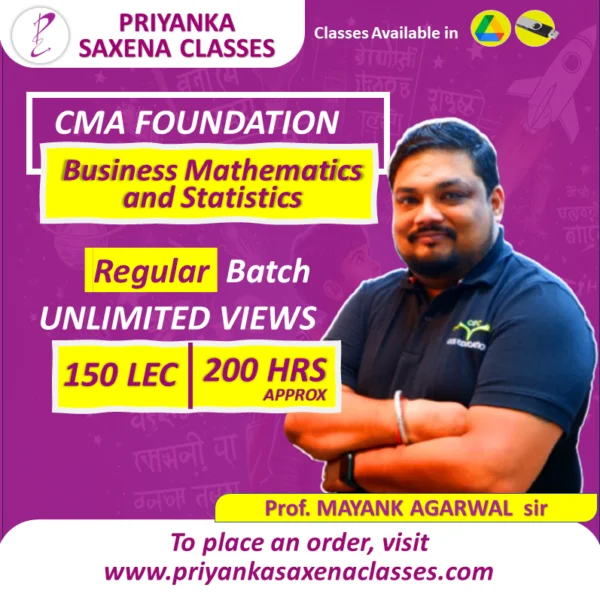 PRIYANKA
SAXENA CLASSES
Classes Available in
CMA FOUNDATION
Business Mathematics
and Statistics
Regular Batch
UNLIMITED VIEWS
150 LEC
200 HRS
APPROX
Prof. MAYANK AGARWAL sir
To place an order, visit
www.priyankasaxenaclasses.com